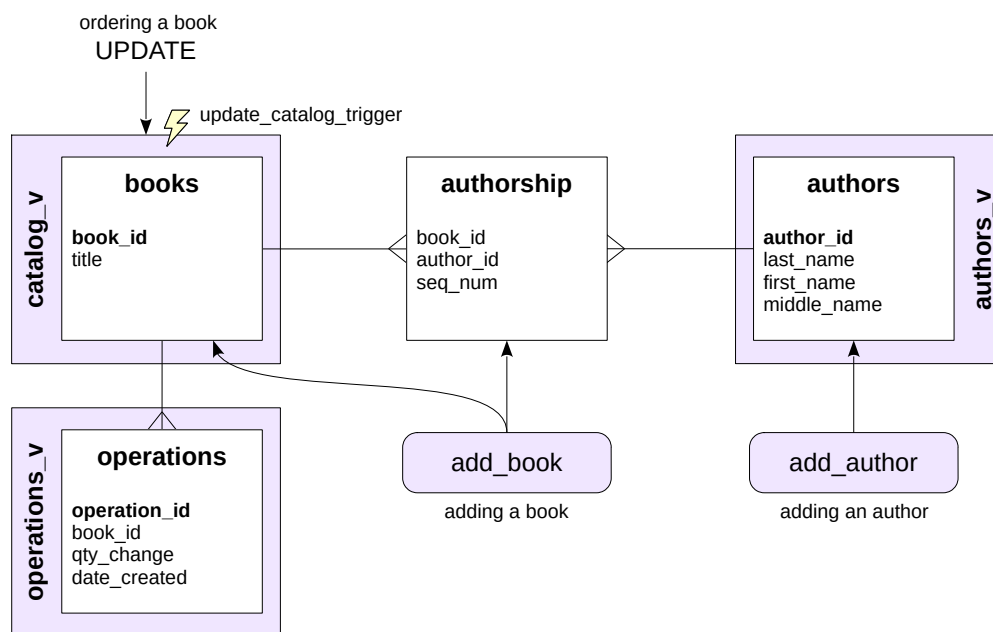 ordering a book
UPDATE
update_catalog_trigger
catalog_v
books
book_id
title
authorship
book_id
author_id
seq_num
authors
author_id
last_name
first_name
middle_name
authors_v
operations_v
operations
operation_id
book_id
qty_change
date_created
add_book
adding a book
add_author
adding an author